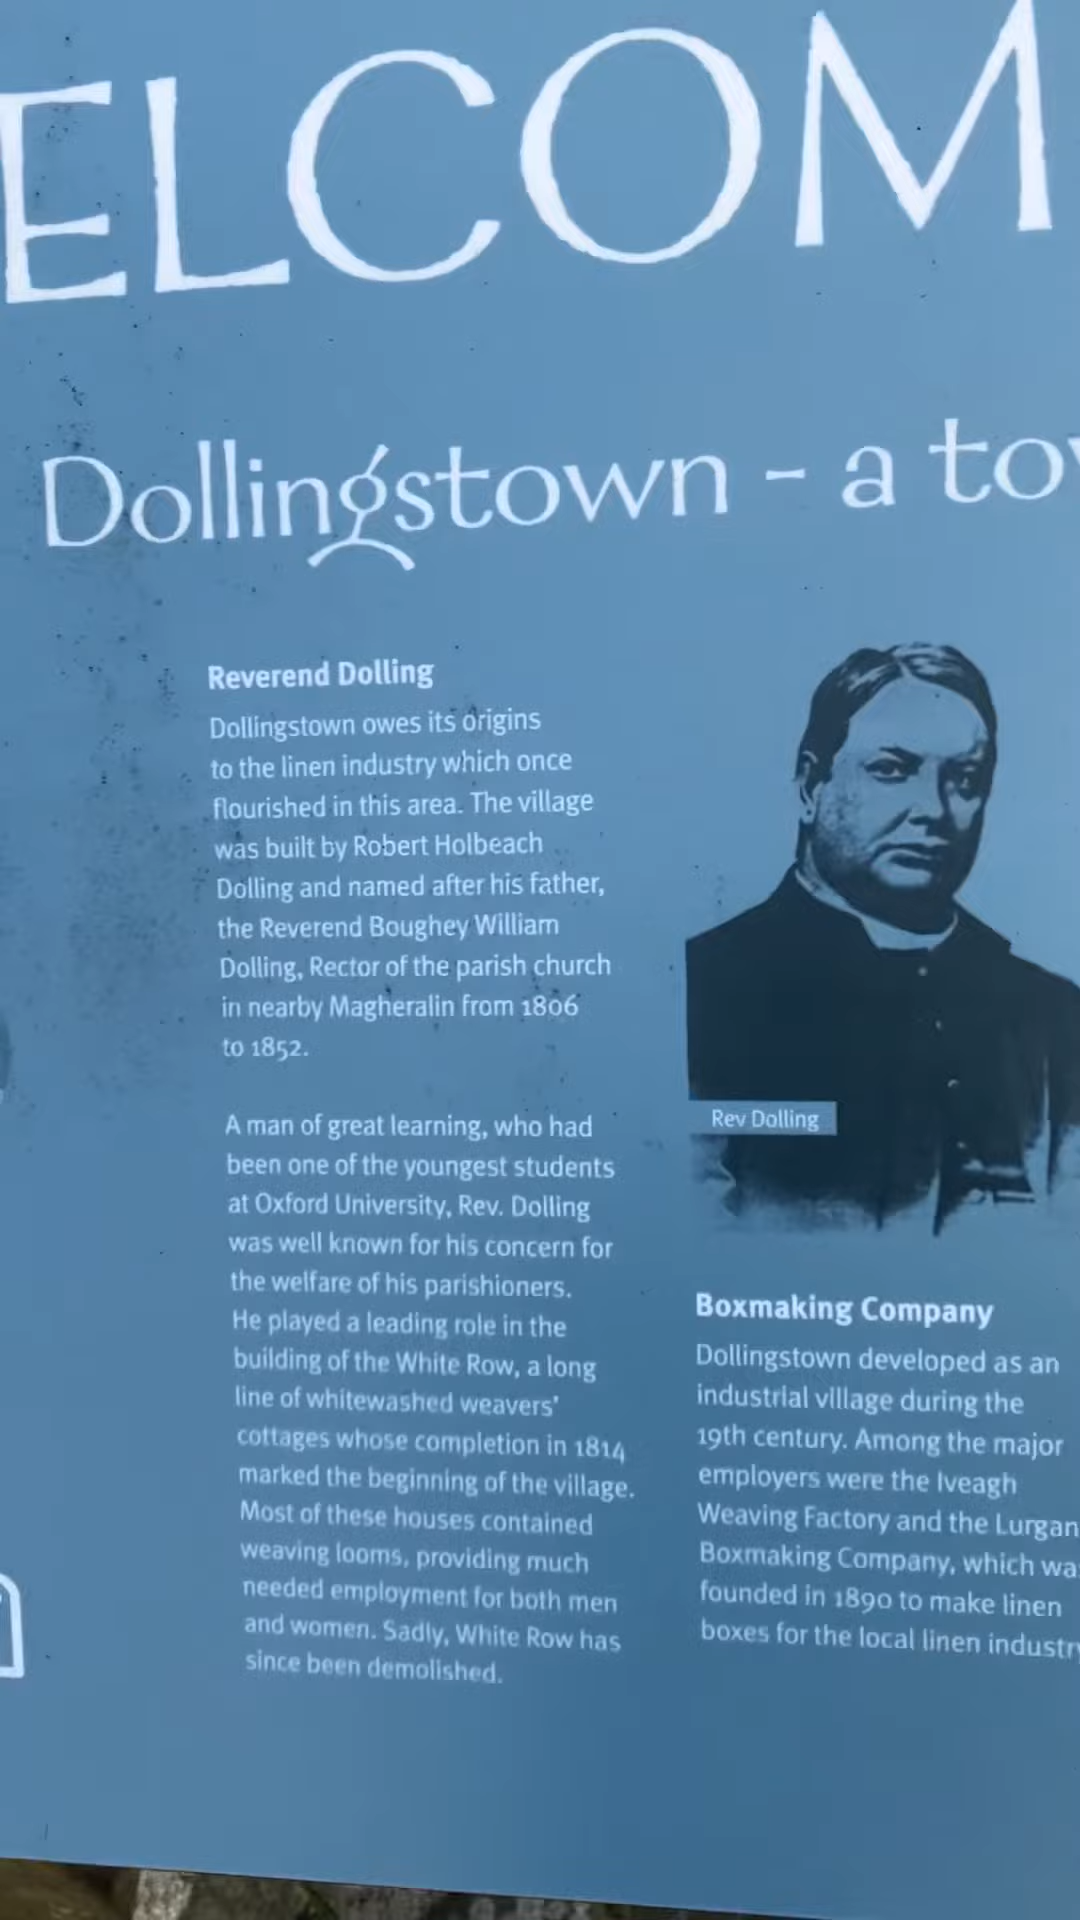 ELCOM
Dollingstown - a to
Reverend Dolling
Dollingstown owes its origins
to the linen industry which once
flourished in this area. The village
was built by Robert Holbeach
Dolling and named after his father,
the Reverend Boughey William
Dolling, Rector of the parish church
in nearby Magheralin from 1806
to 1852.
A man of great learning, who had
been one of the youngest students
at Oxford University, Rev. Dolling
was well known for his concern for
the welfare of his parishioners.
He played a leading role in the
building of the White Row, a long
line of whitewashed weavers'
cottages whose completion in 1814
marked the beginning of the village.
Most of these houses contained
weaving looms, providing much
needed employment for both men
and women. Sadly, White Row has
since been demolished.
Rev Dolling
Boxmaking Company
Dollingstown developed as an
industrial village during the
19th century. Among the major
employers were the Iveagh
Weaving Factory and the Lurgan
Boxmaking Company, which wa
founded in 1890 to make linen
boxes for the local linen industry